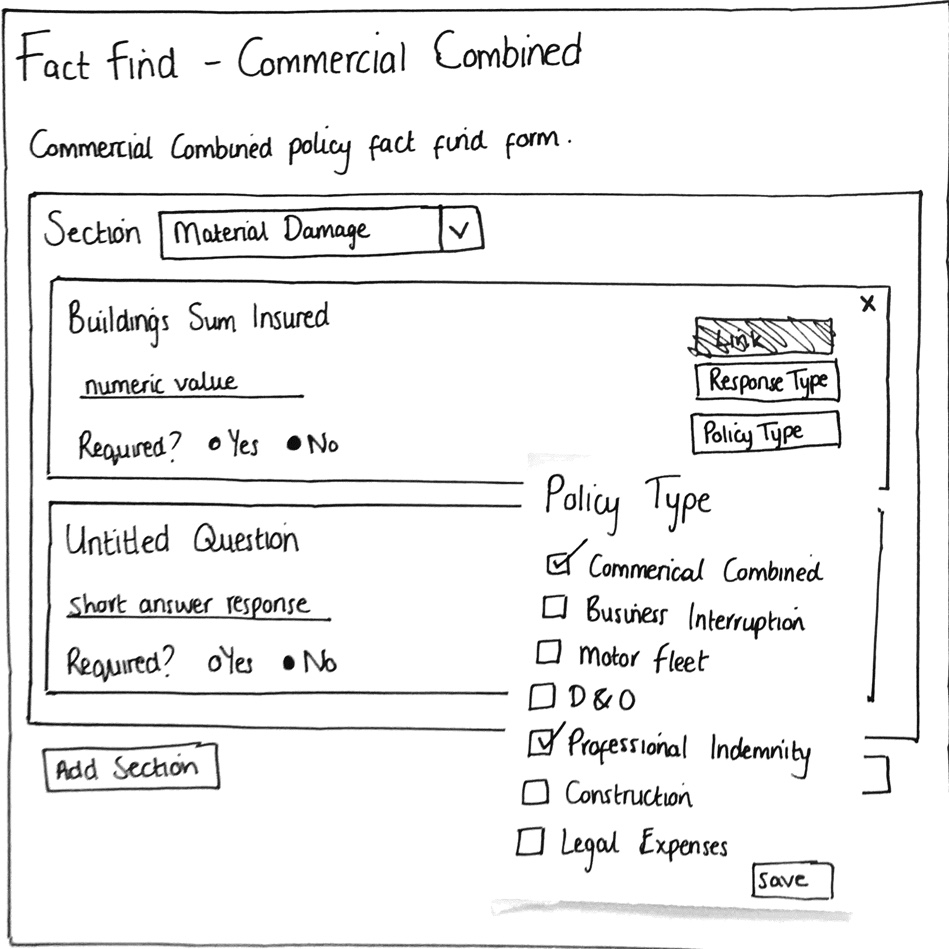 Fact find - Commercial Combined
Commercial Combined policy fact find form.
Section Material Damage
X
Buildings Sum Insured
Link
numeric value
Response Type
Required? Yes No
Policy Type
Policy Type
Untitled Question
Commerical Combined
short answer response
Business Interruption
Required? Yes No
Motor fleet
D & O
Professional Indemnity
Add Section
Construction
Legal Expenses
Save